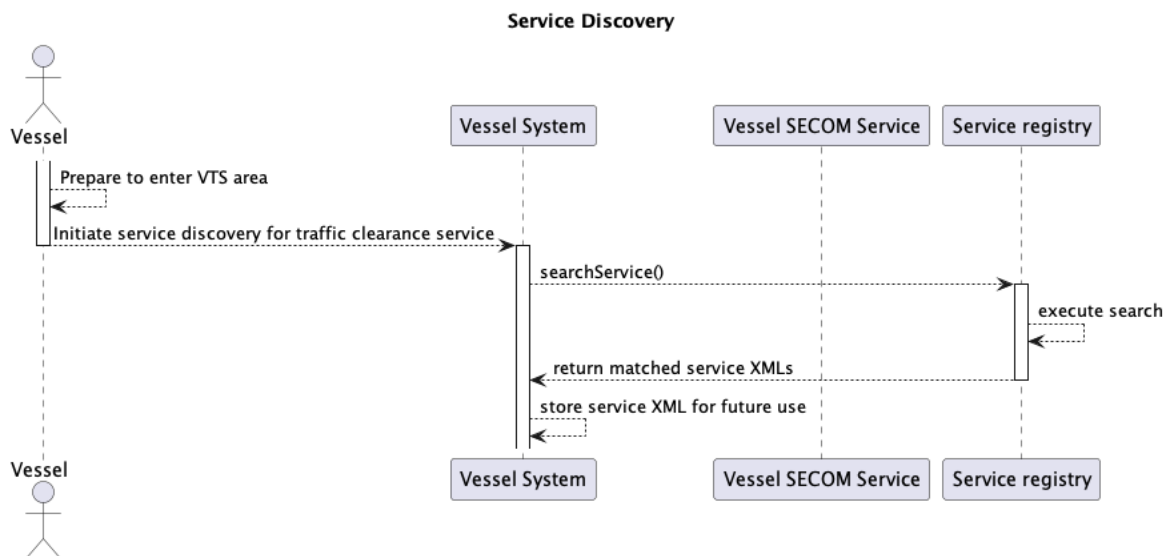 Service Discovery
Vessel
Vessel System
Vessel SECOM Service
Service registry
Prepare to enter VTS area
Initiate service discovery for traffic clearance service
searchService()
execute search
return matched service XMLs
store service XML for future use
Vessel
Vessel System
Vessel SECOM Service
Service registry